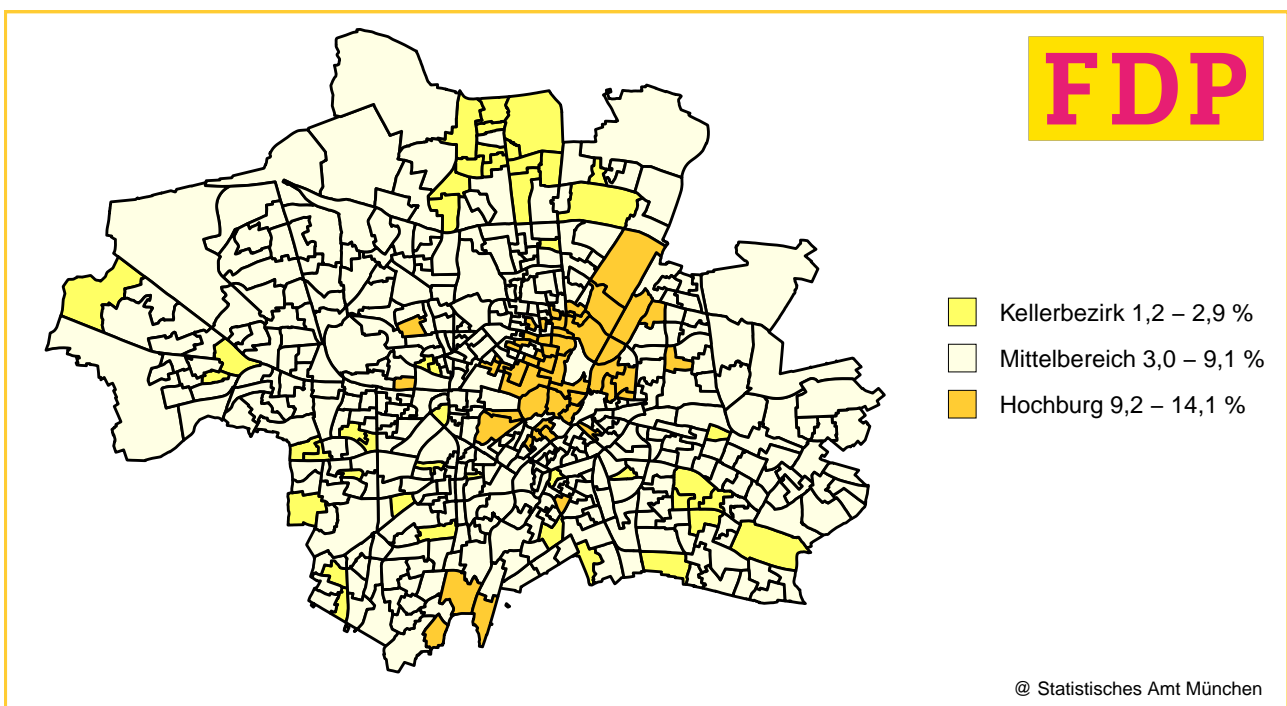 FDP
Kellerbezirk 1,2 – 2,9 %
Mittelbereich 3,0 – 9,1 %
Hochburg 9,2 – 14,1 %
@ Statistisches Amt München